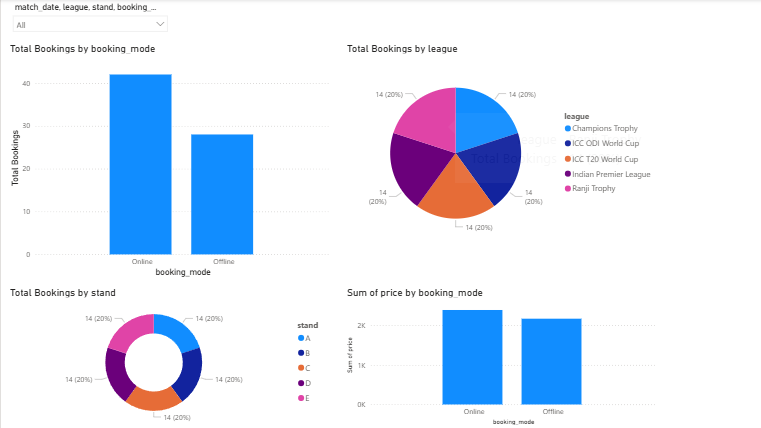 match_date, league, stand, booking_...
All
Total Bookings by booking_mode
Total Bookings
40
30
20
10
0
Online
Offline
booking_mode
Total Bookings by league
14 (20%)
14 (20%)
14
(20%)
14
(20%)
14 (20%)
league
Champions Trophy
ICC ODI World Cup
ICC T20 World Cup
Indian Premier League
Ranji Trophy
Total Bookings by stand
14 (20%)
14 (20%)
14 (20%)
14 (20%)
14 (20%)
stand
A
B
C
D
E
Sum of price by booking_mode
Sum of price
2K
1K
0K
Online
Offline
booking_mode